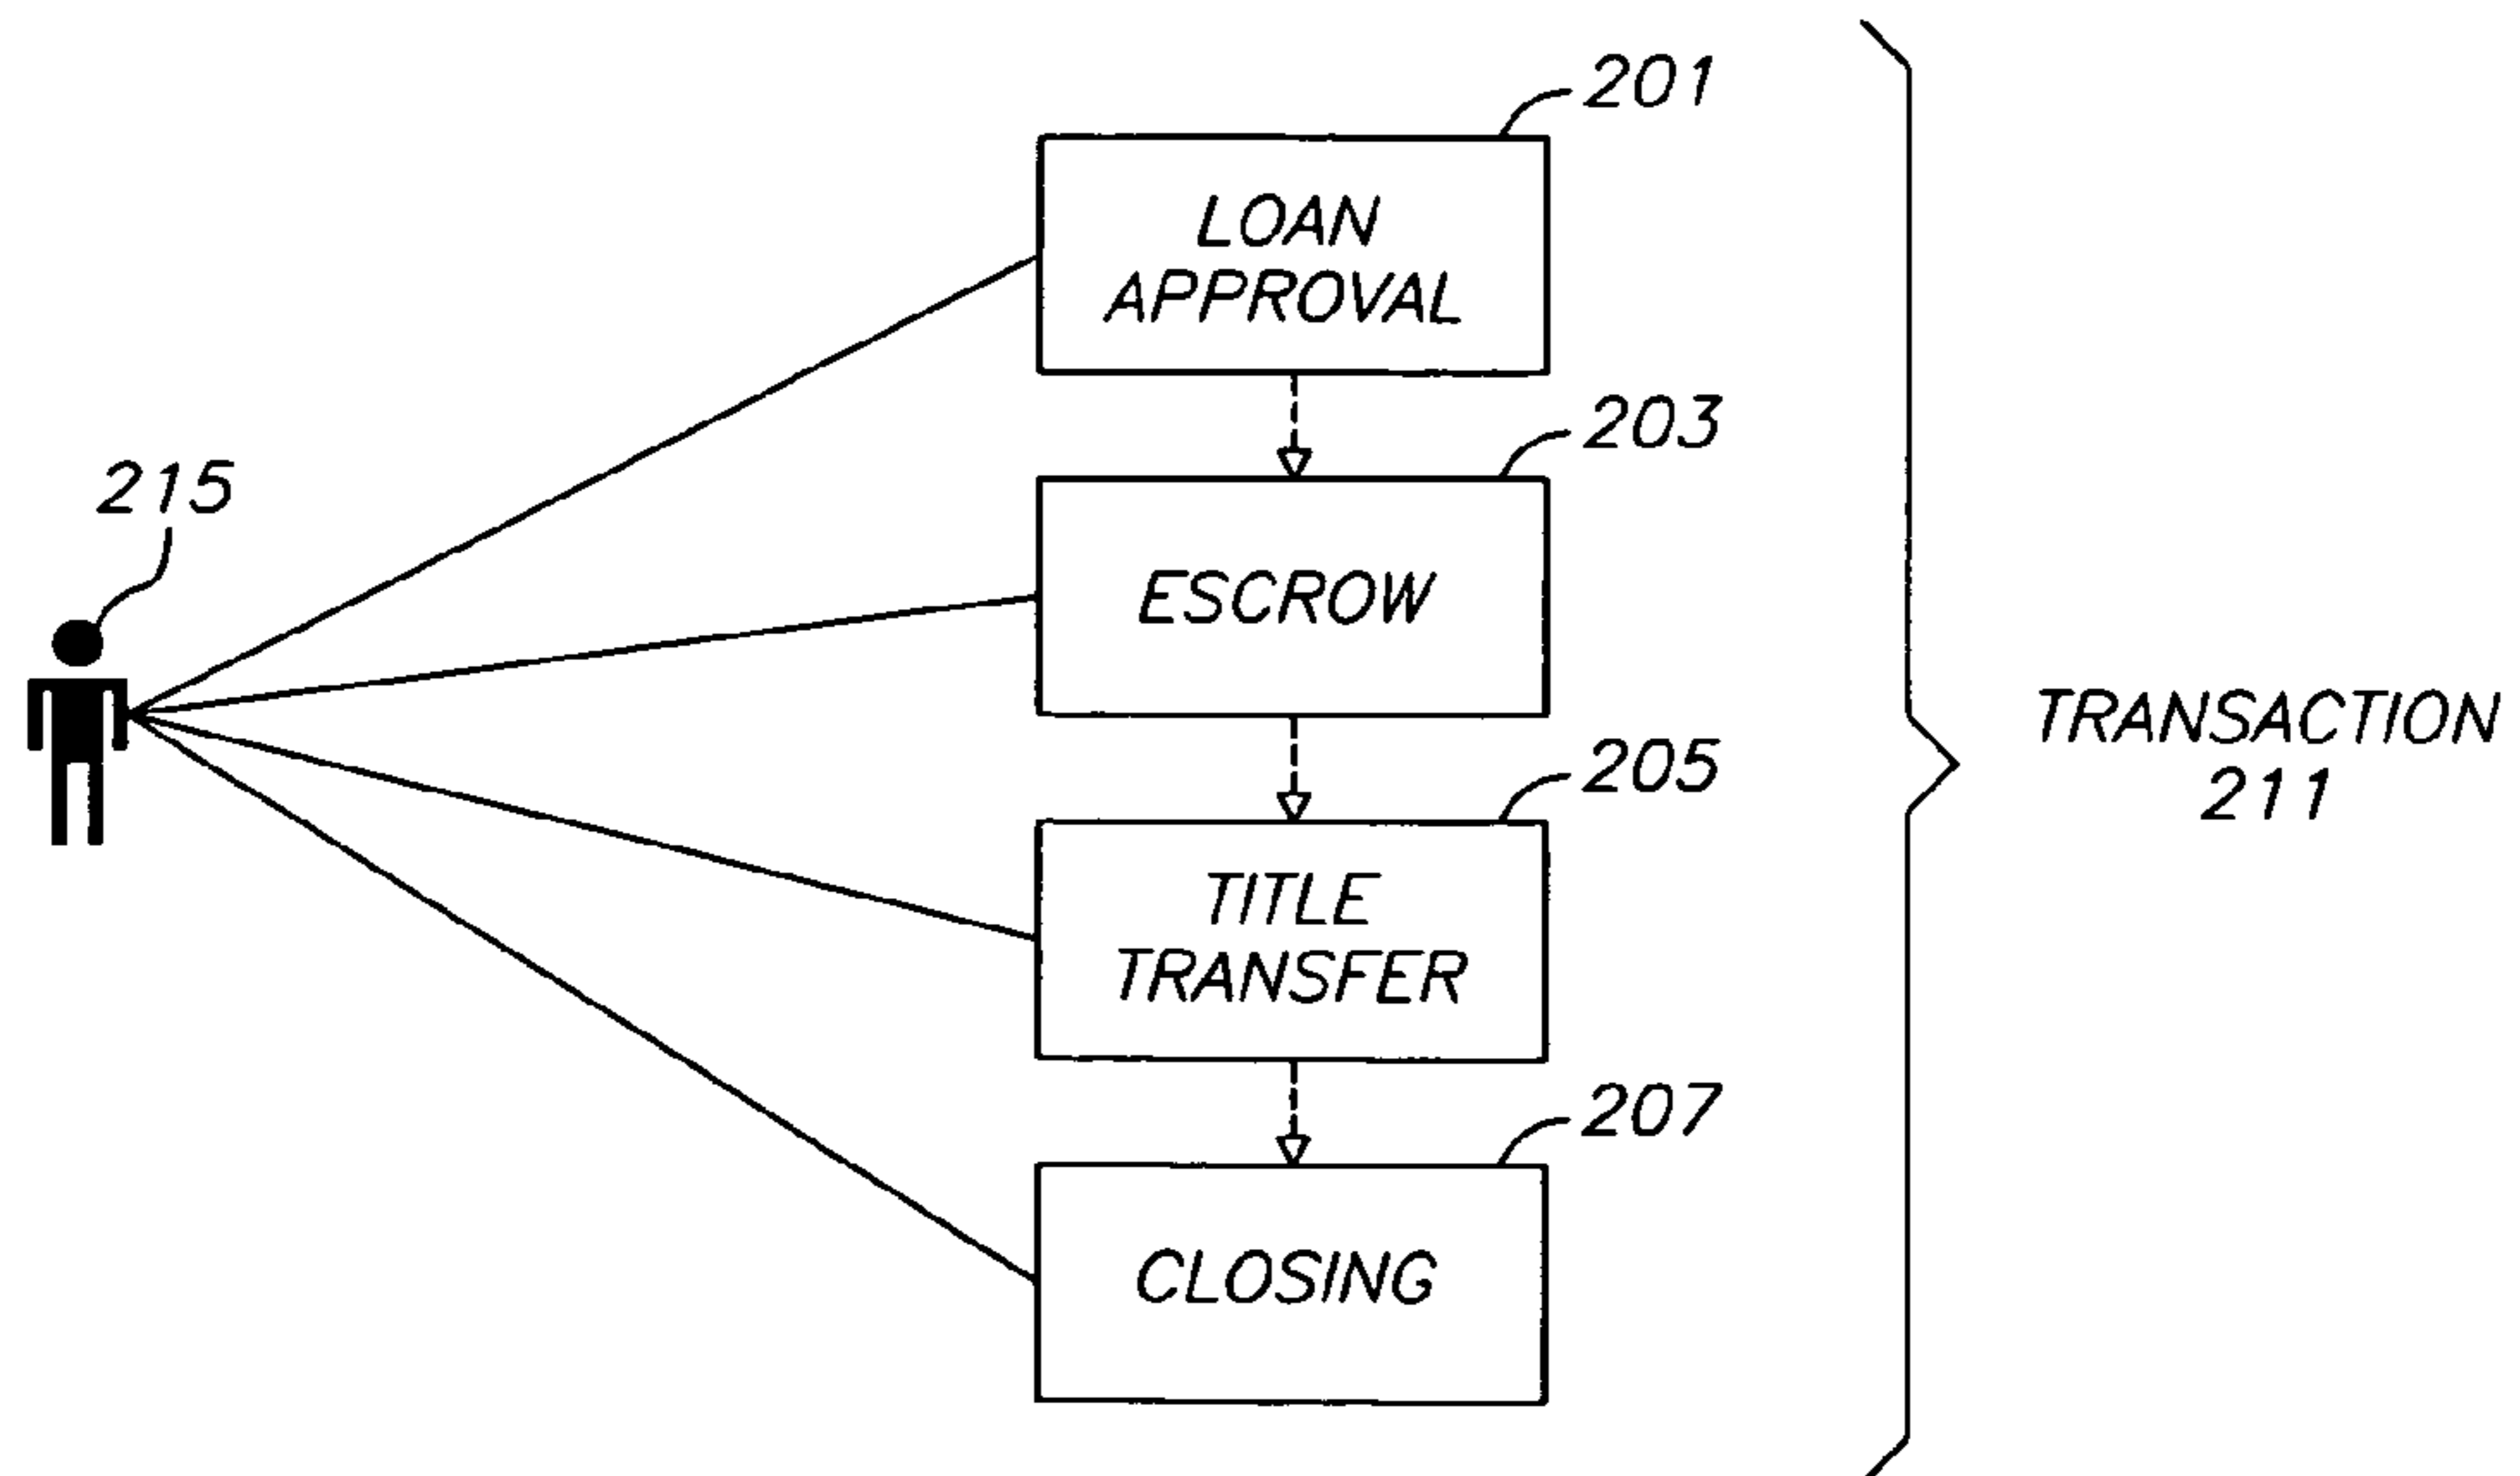 201
LOAN
APPROVAL
203
ESCROW
215
205
TITLE
TRANSFER
TRANSACTION
211
207
CLOSING